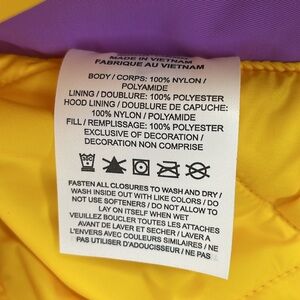 MADE IN VIETNAM
FABRIQUE AU VIETNAM
BODY / CORPS: 100% NYLON /
POLYAMIDE
LINING / DOUBLURE: 100% POLYESTER
HOOD LINING / DOUBLURE DE CAPUCHE:
100% NYLON / POLYAMIDE
FILL / REMPLISSAGE: 100% POLYESTER
EXCLUSIVE OF DECORATION /
DECORATION NON COMPRISE
FASTEN ALL CLOSURES TO WASH AND DRY /
WASH INSIDE OUT WITH LIKE COLORS / DO
NOT USE SOFTENERS / DO NOT DRY TO
LAY ON ITSELF WHEN WET
VEUILLEZ BOUCLER TOUTES LES ATTACHES
AVANT DE LAVER ET SECHER / LAVER A
L'ENVERS AVEC COULEURS SIMILAIRES / NE
PAS UTILISER D'ADOUCISSEUR / NE PAS